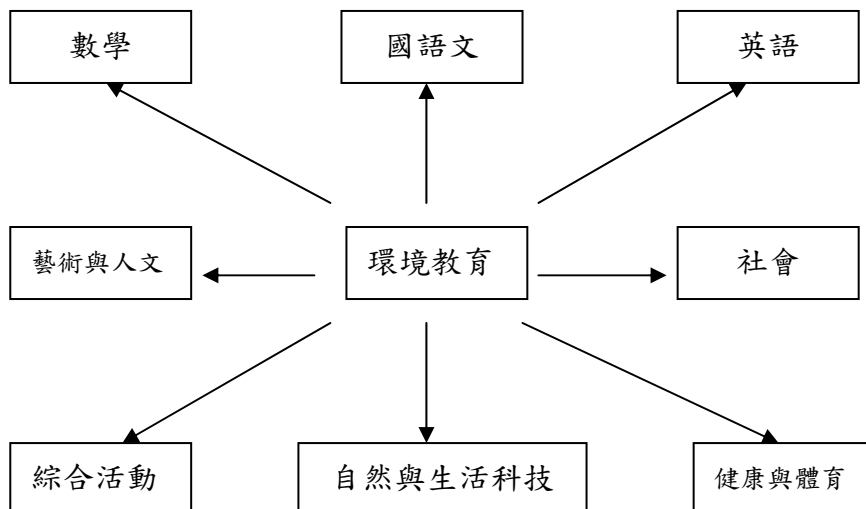 數學
國語文
英語
藝術與人文
環境教育
社會
綜合活動
自然與生活科技
健康與體育